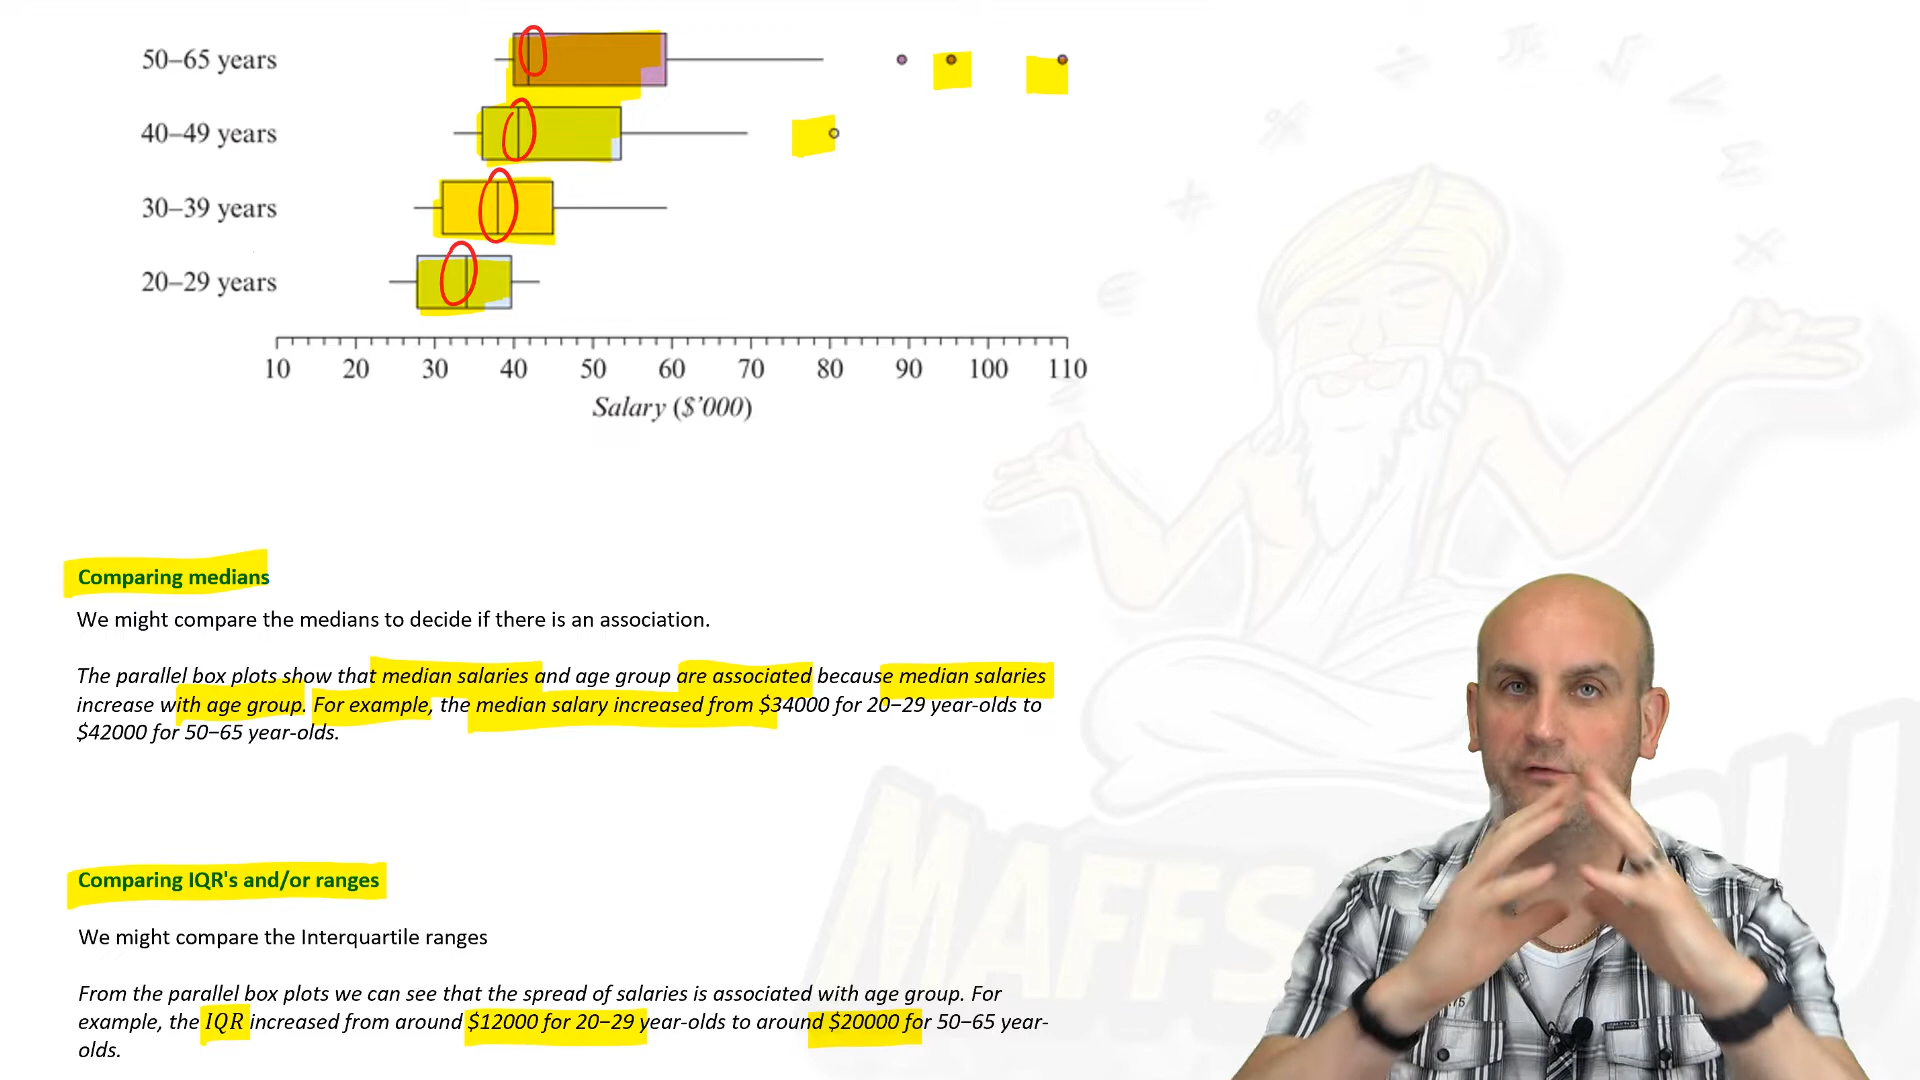 50–65 years
40–49 years
30–39 years
20–29 years
10 20 30 40 50 60 70 80 90 100 110
Salary ($'000)
Comparing medians
We might compare the medians to decide if there is an association.
The parallel box plots show that median salaries and age group are associated because median salaries
increase with age group. For example, the median salary increased from $34000 for 20−29 year-olds to
$42000 for 50−65 year-olds.
Comparing IQR's and/or ranges
We might compare the Interquartile ranges
From the parallel box plots we can see that the spread of salaries is associated with age group. For
example, the IQR increased from around $12000 for 20−29 year-olds to around $20000 for 50−65 year-
olds.
MAFFS